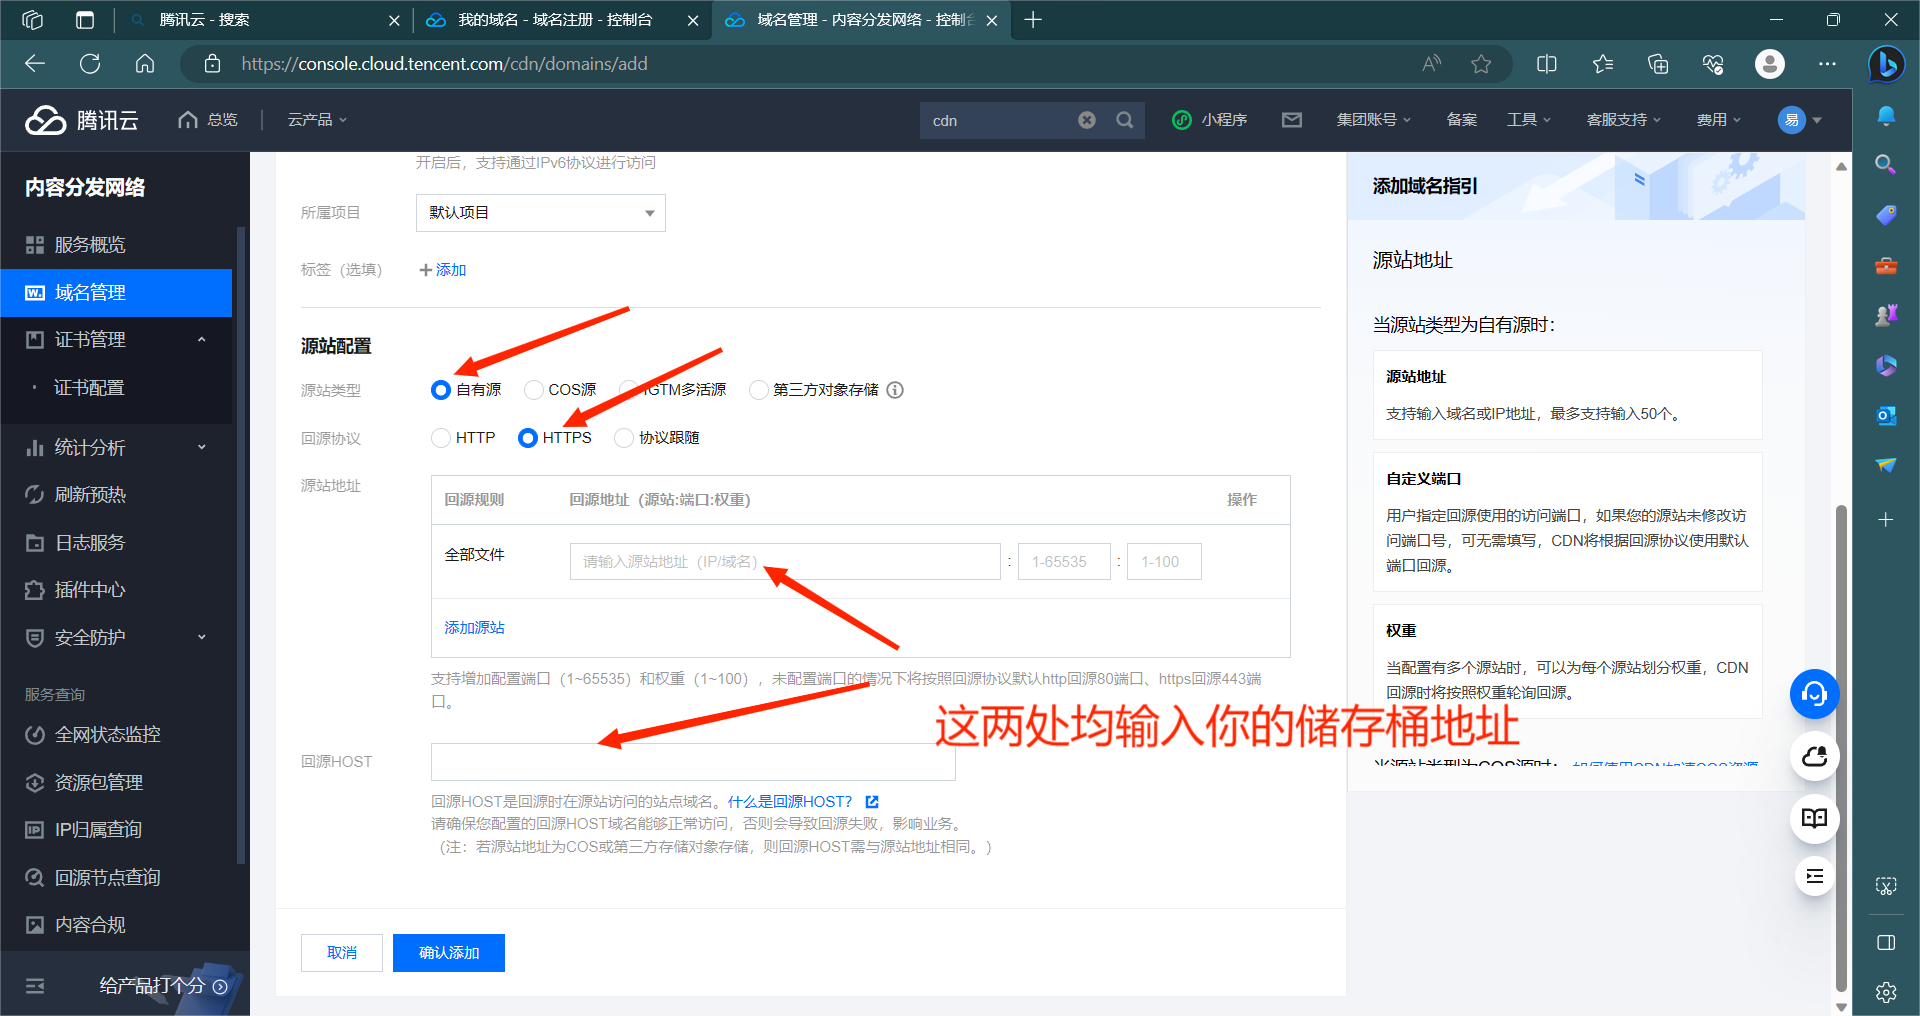 腾讯云 - 搜索
我的域名 - 域名注册 - 控制台
域名管理 - 内容分发网络 - 控制台
https://console.cloud.tencent.com/cdn/domains/add
腾讯云
总览
云产品
cdn
小程序
集团账号
备案
工具
客服支持
费用
易
内容分发网络
服务概览
域名管理
证书管理
证书配置
统计分析
刷新预热
日志服务
插件中心
安全防护
服务查询
全网状态监控
资源包管理
IP归属查询
回源节点查询
内容合规
给产品打个分
开启后，支持通过IPv6协议进行访问
所属项目
默认项目
标签（选填）
添加
源站配置
源站类型
自有源
COS源
IGTM多活源
第三方对象存储
回源协议
HTTP
HTTPS
协议跟随
源站地址
回源规则
回源地址（源站:端口:权重）
操作
全部文件
请输入源站地址（IP/域名）
:
1-65535
:
1-100
添加源站
支持增加配置端口（1~65535）和权重（1~100），未配置端口的情况下将按照回源协议默认http回源80端口、https回源443端
口。
这两处均输入你的储存桶地址
回源HOST
回源HOST是回源时在源站访问的站点域名。什么是回源HOST?
请确保您配置的回源HOST域名能够正常访问，否则会导致回源失败，影响业务。
（注：若源站地址为COS或第三方存储对象存储，则回源HOST需与源站地址相同。）
取消
确认添加
添加域名指引
源站地址
当源站类型为自有源时：
源站地址
支持输入域名或IP地址，最多支持输入50个。
自定义端口
用户指定回源使用的访问端口，如果您的源站未修改访
问端口号，可无需填写，CDN将根据回源协议使用默认
端口回源。
权重
当配置有多个源站时，可以为每个源站划分权重，CDN
回源时将按照权重轮询回源。
当源站类型为COS源时： 如何使用CDN加速COS资源